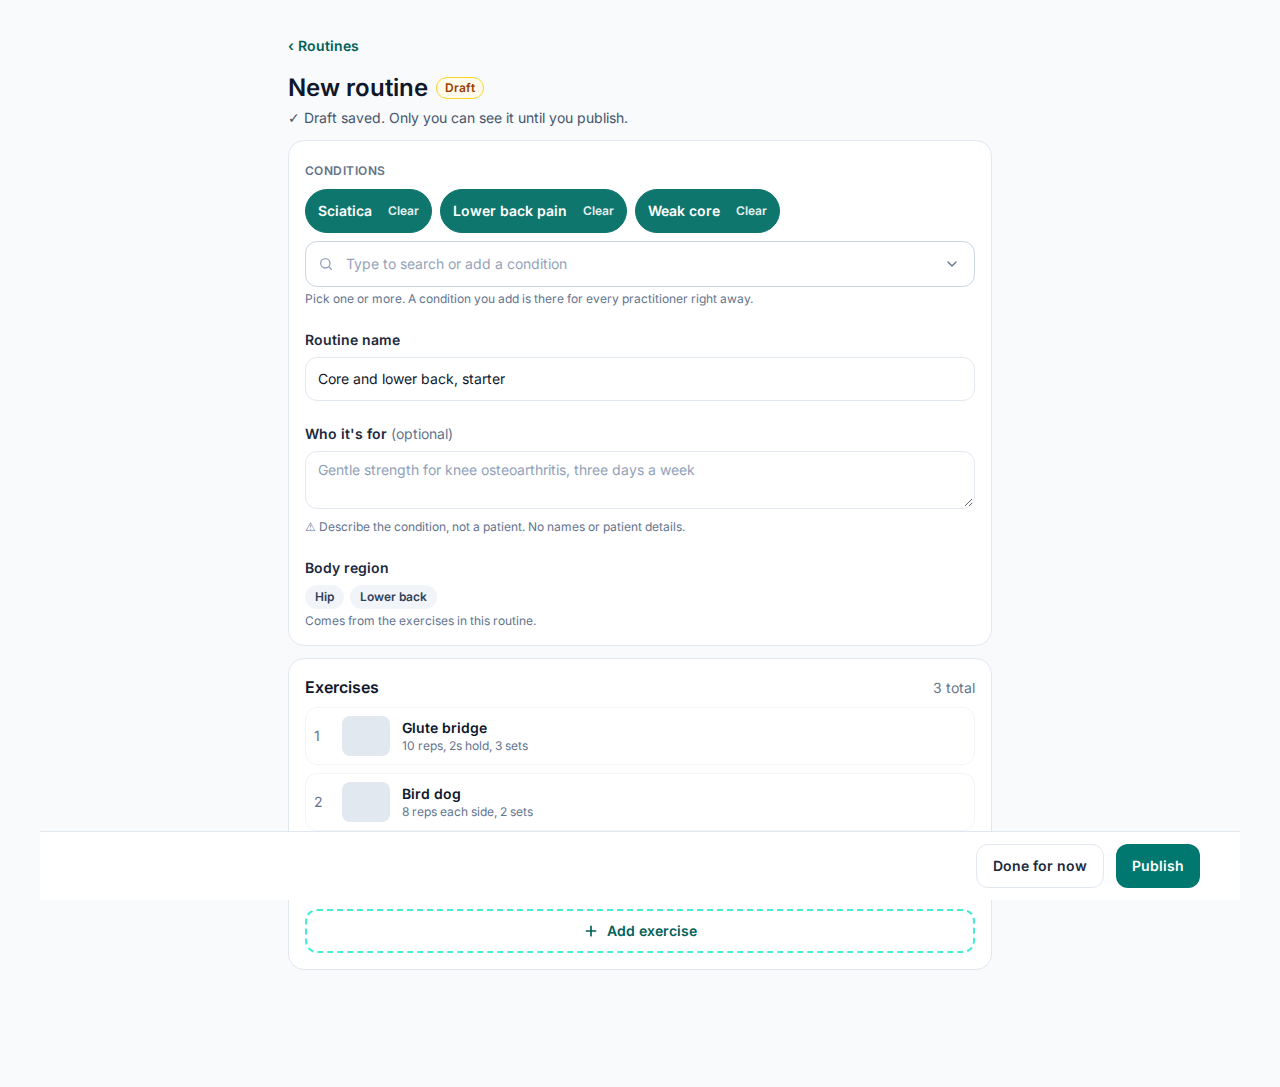 ‹ Routines
New routine Draft
✓ Draft saved. Only you can see it until you publish.
CONDITIONS
Sciatica Clear Lower back pain Clear Weak core Clear
Type to search or add a condition
Pick one or more. A condition you add is there for every practitioner right away.
Routine name
Core and lower back, starter
Who it's for (optional)
Gentle strength for knee osteoarthritis, three days a week
⚠ Describe the condition, not a patient. No names or patient details.
Body region
Hip Lower back
Comes from the exercises in this routine.
Exercises 3 total
1 Glute bridge
10 reps, 2s hold, 3 sets
2 Bird dog
8 reps each side, 2 sets
Done for now Publish
+ Add exercise